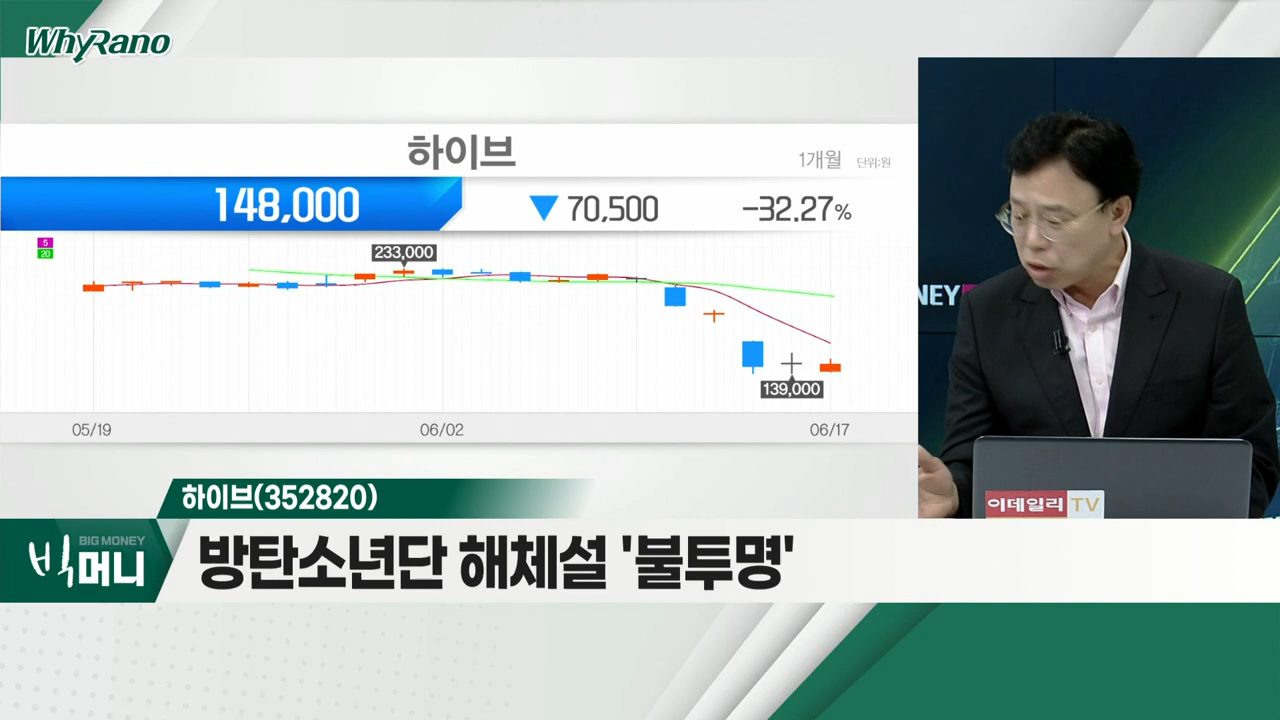 WhyRano
하이브
1개월 단위:원
148,000 ▼ 70,500 -32.27%
5
20
233,000
139,000
05/19 06/02 06/17
NEY
이데일리 TV
하이브(352820)
BIG MONEY
빅머니
방탄소년단 해체설 '불투명'